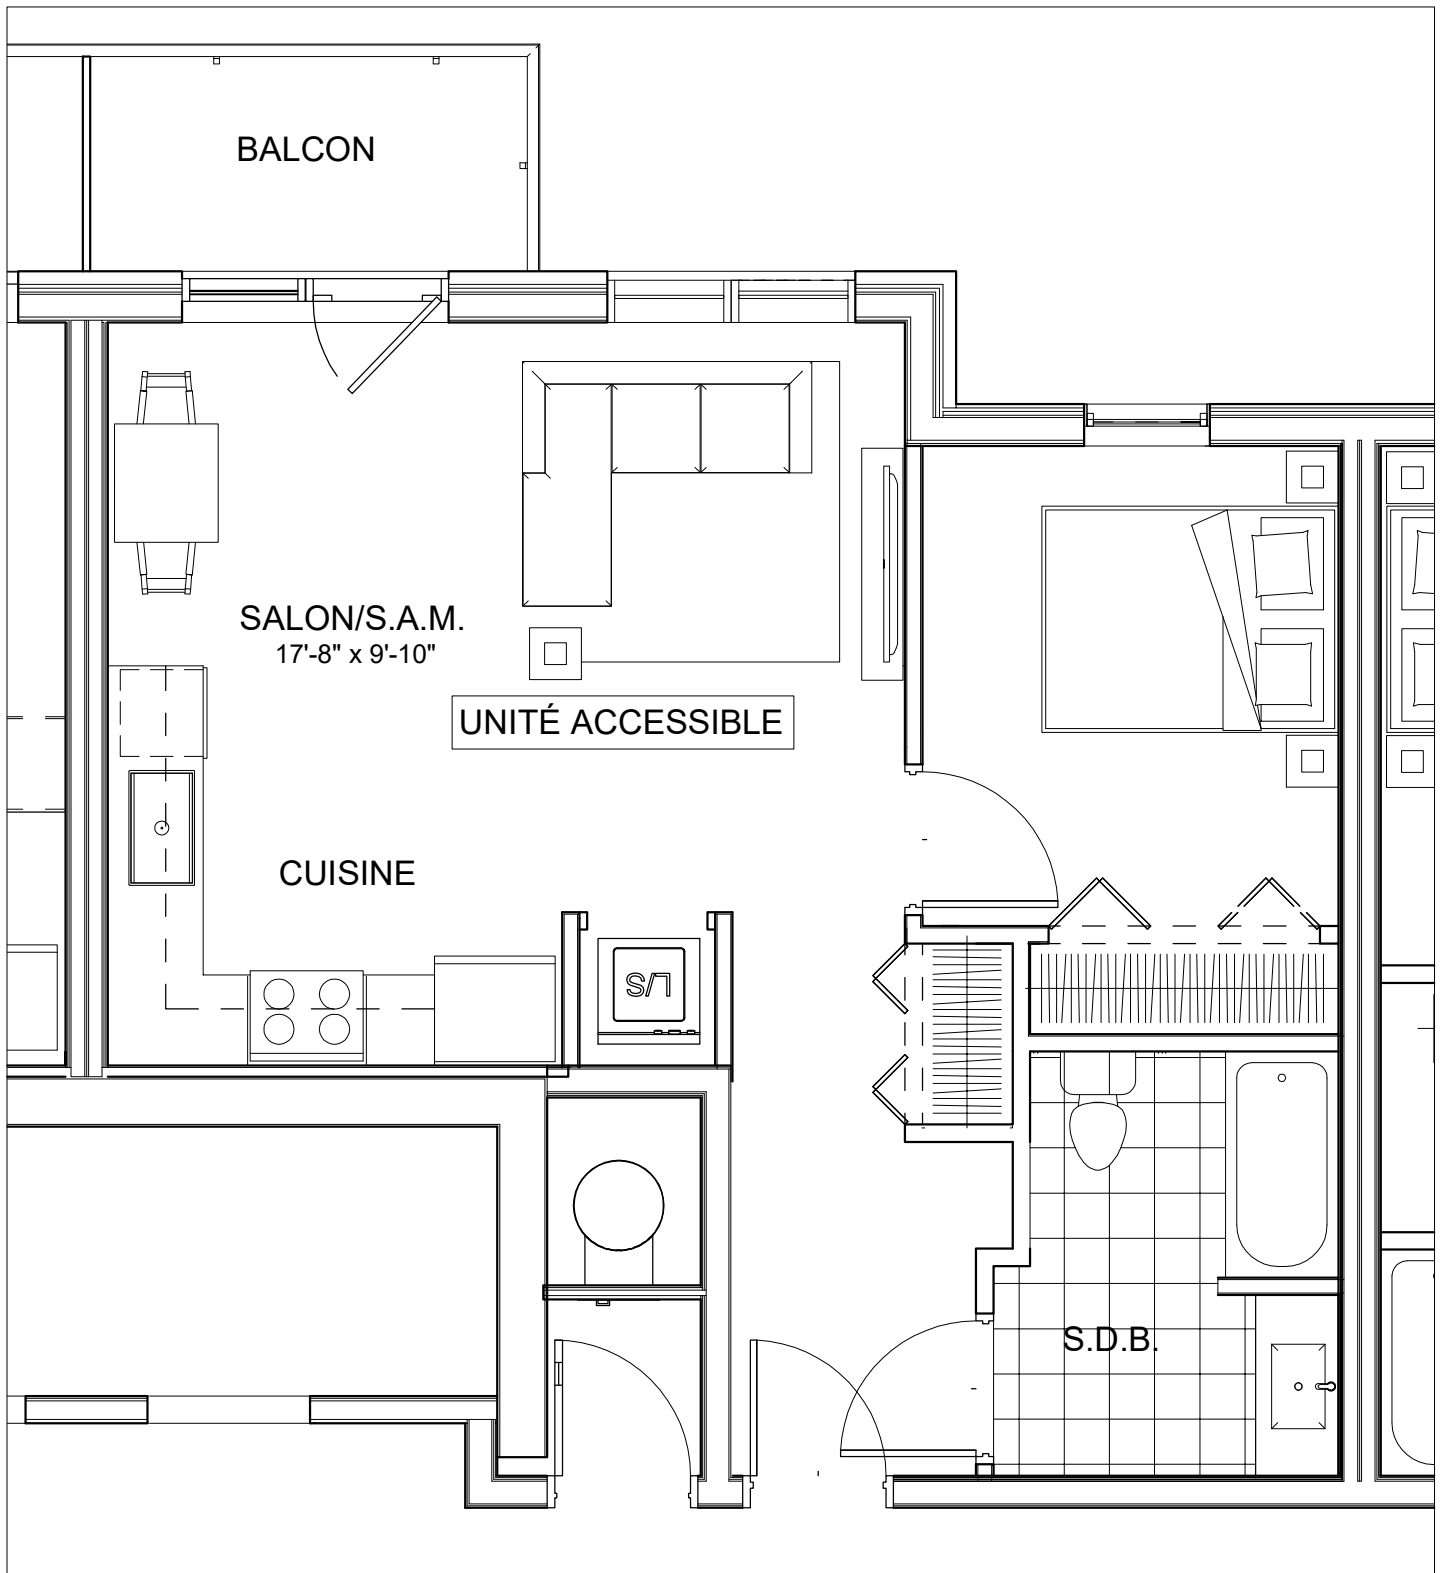 BALCON
SALON/S.A.M.
17'-8" x 9'-10"
UNITÉ ACCESSIBLE
CUISINE
L/S
S.D.B.